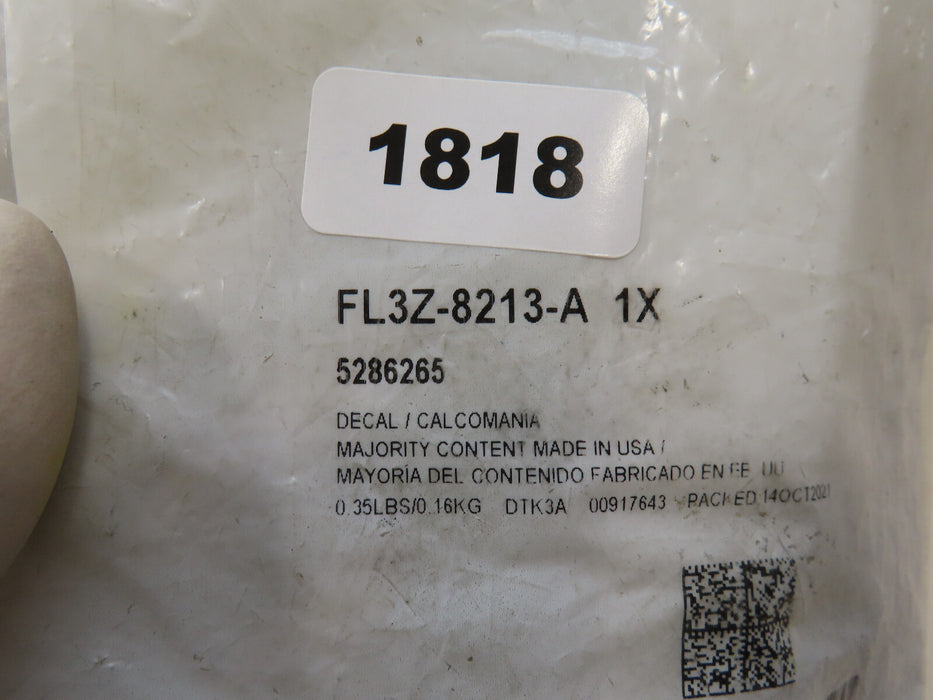 1818
FL3Z-8213-A 1X
5286265
DECAL / CALCOMANIA
MAJORITY CONTENT MADE IN USA /
MAYORÍA DEL CONTENIDO FABRICADO EN EE UU
0.35LBS/0.16KG DTK3A 00917643 PACKED 14OCT2021